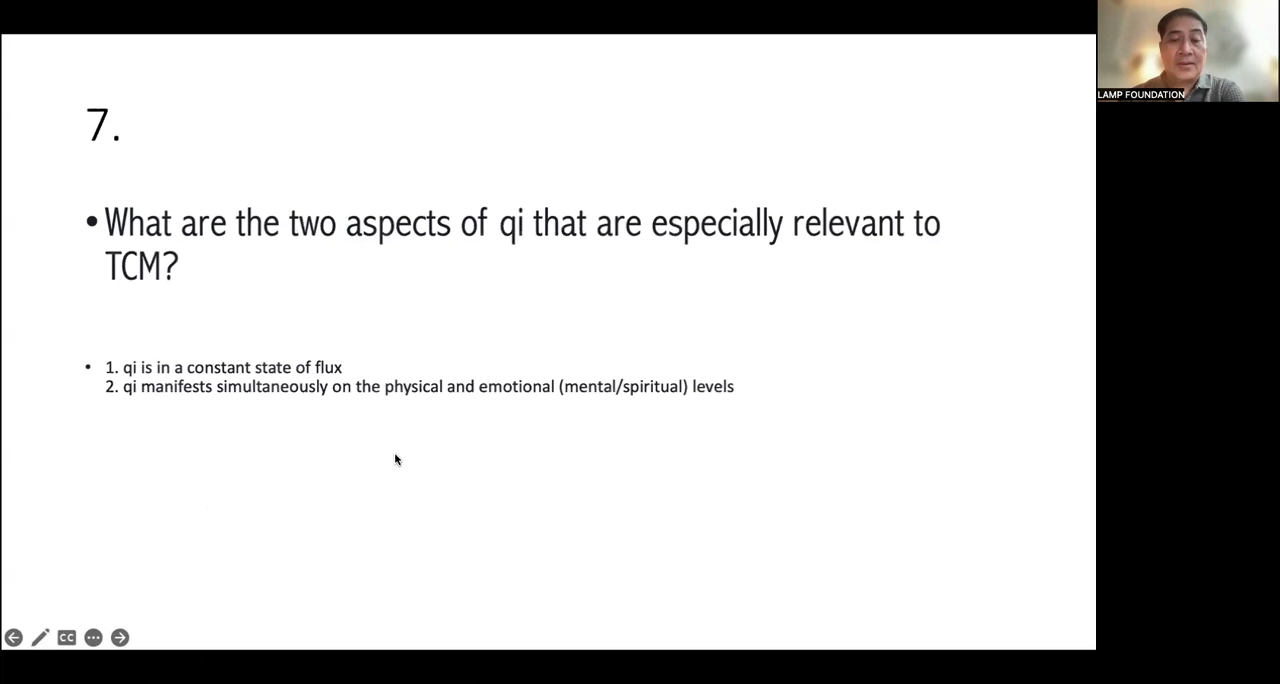 7.
• What are the two aspects of qi that are especially relevant to
TCM?
• 1. qi is in a constant state of flux
2. qi manifests simultaneously on the physical and emotional (mental/spiritual) levels
LAMP FOUNDATION
CC